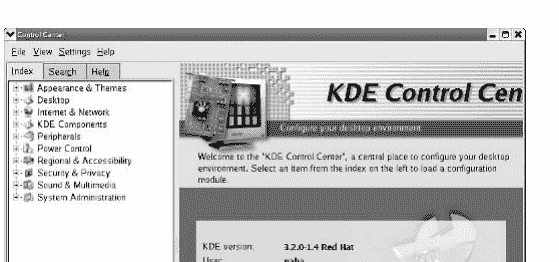 Control Center
File View Settings Help
Index Search Help
Appearance & Themes
Desktop
Internet & Network
KDE Components
Peripherals
Power Control
Regional & Accessibility
Security & Privacy
Sound & Multimedia
System Administration
KDE Control Cen
Configure your desktop environment.
Welcome to the "KDE Control Center", a central place to configure your desktop
environment. Select an item from the index on the left to load a configuration
module.
KDE version: 3.2.0-1.4 Red Hat
User: